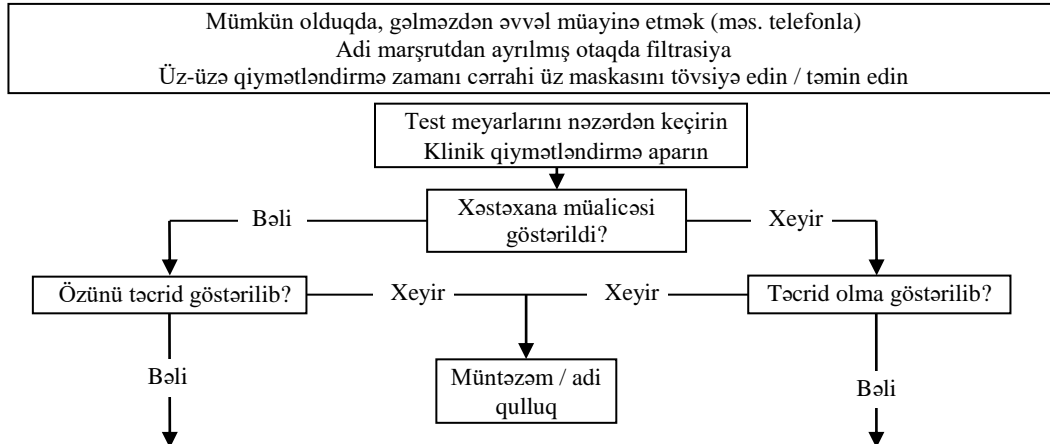 Mümkün olduqda, gəlməzdən əvvəl müayinə etmək (məs. telefonla)
Adi marşrutdan ayrılmış otaqda filtrasiya
Üz-üzə qiymətləndirmə zamanı cərrahi üz maskasını tövsiyə edin / təmin edin
Test meyarlarını nəzərdən keçirin
Klinik qiymətləndirmə aparın
Xəstəxana müalicəsi
göstərildi?
Bəli
Xeyir
Özünü təcrid göstərilib?
Xeyir
Xeyir
Təcrid olma göstərilib?
Bəli
Müntəzəm / adi
qulluq
Bəli